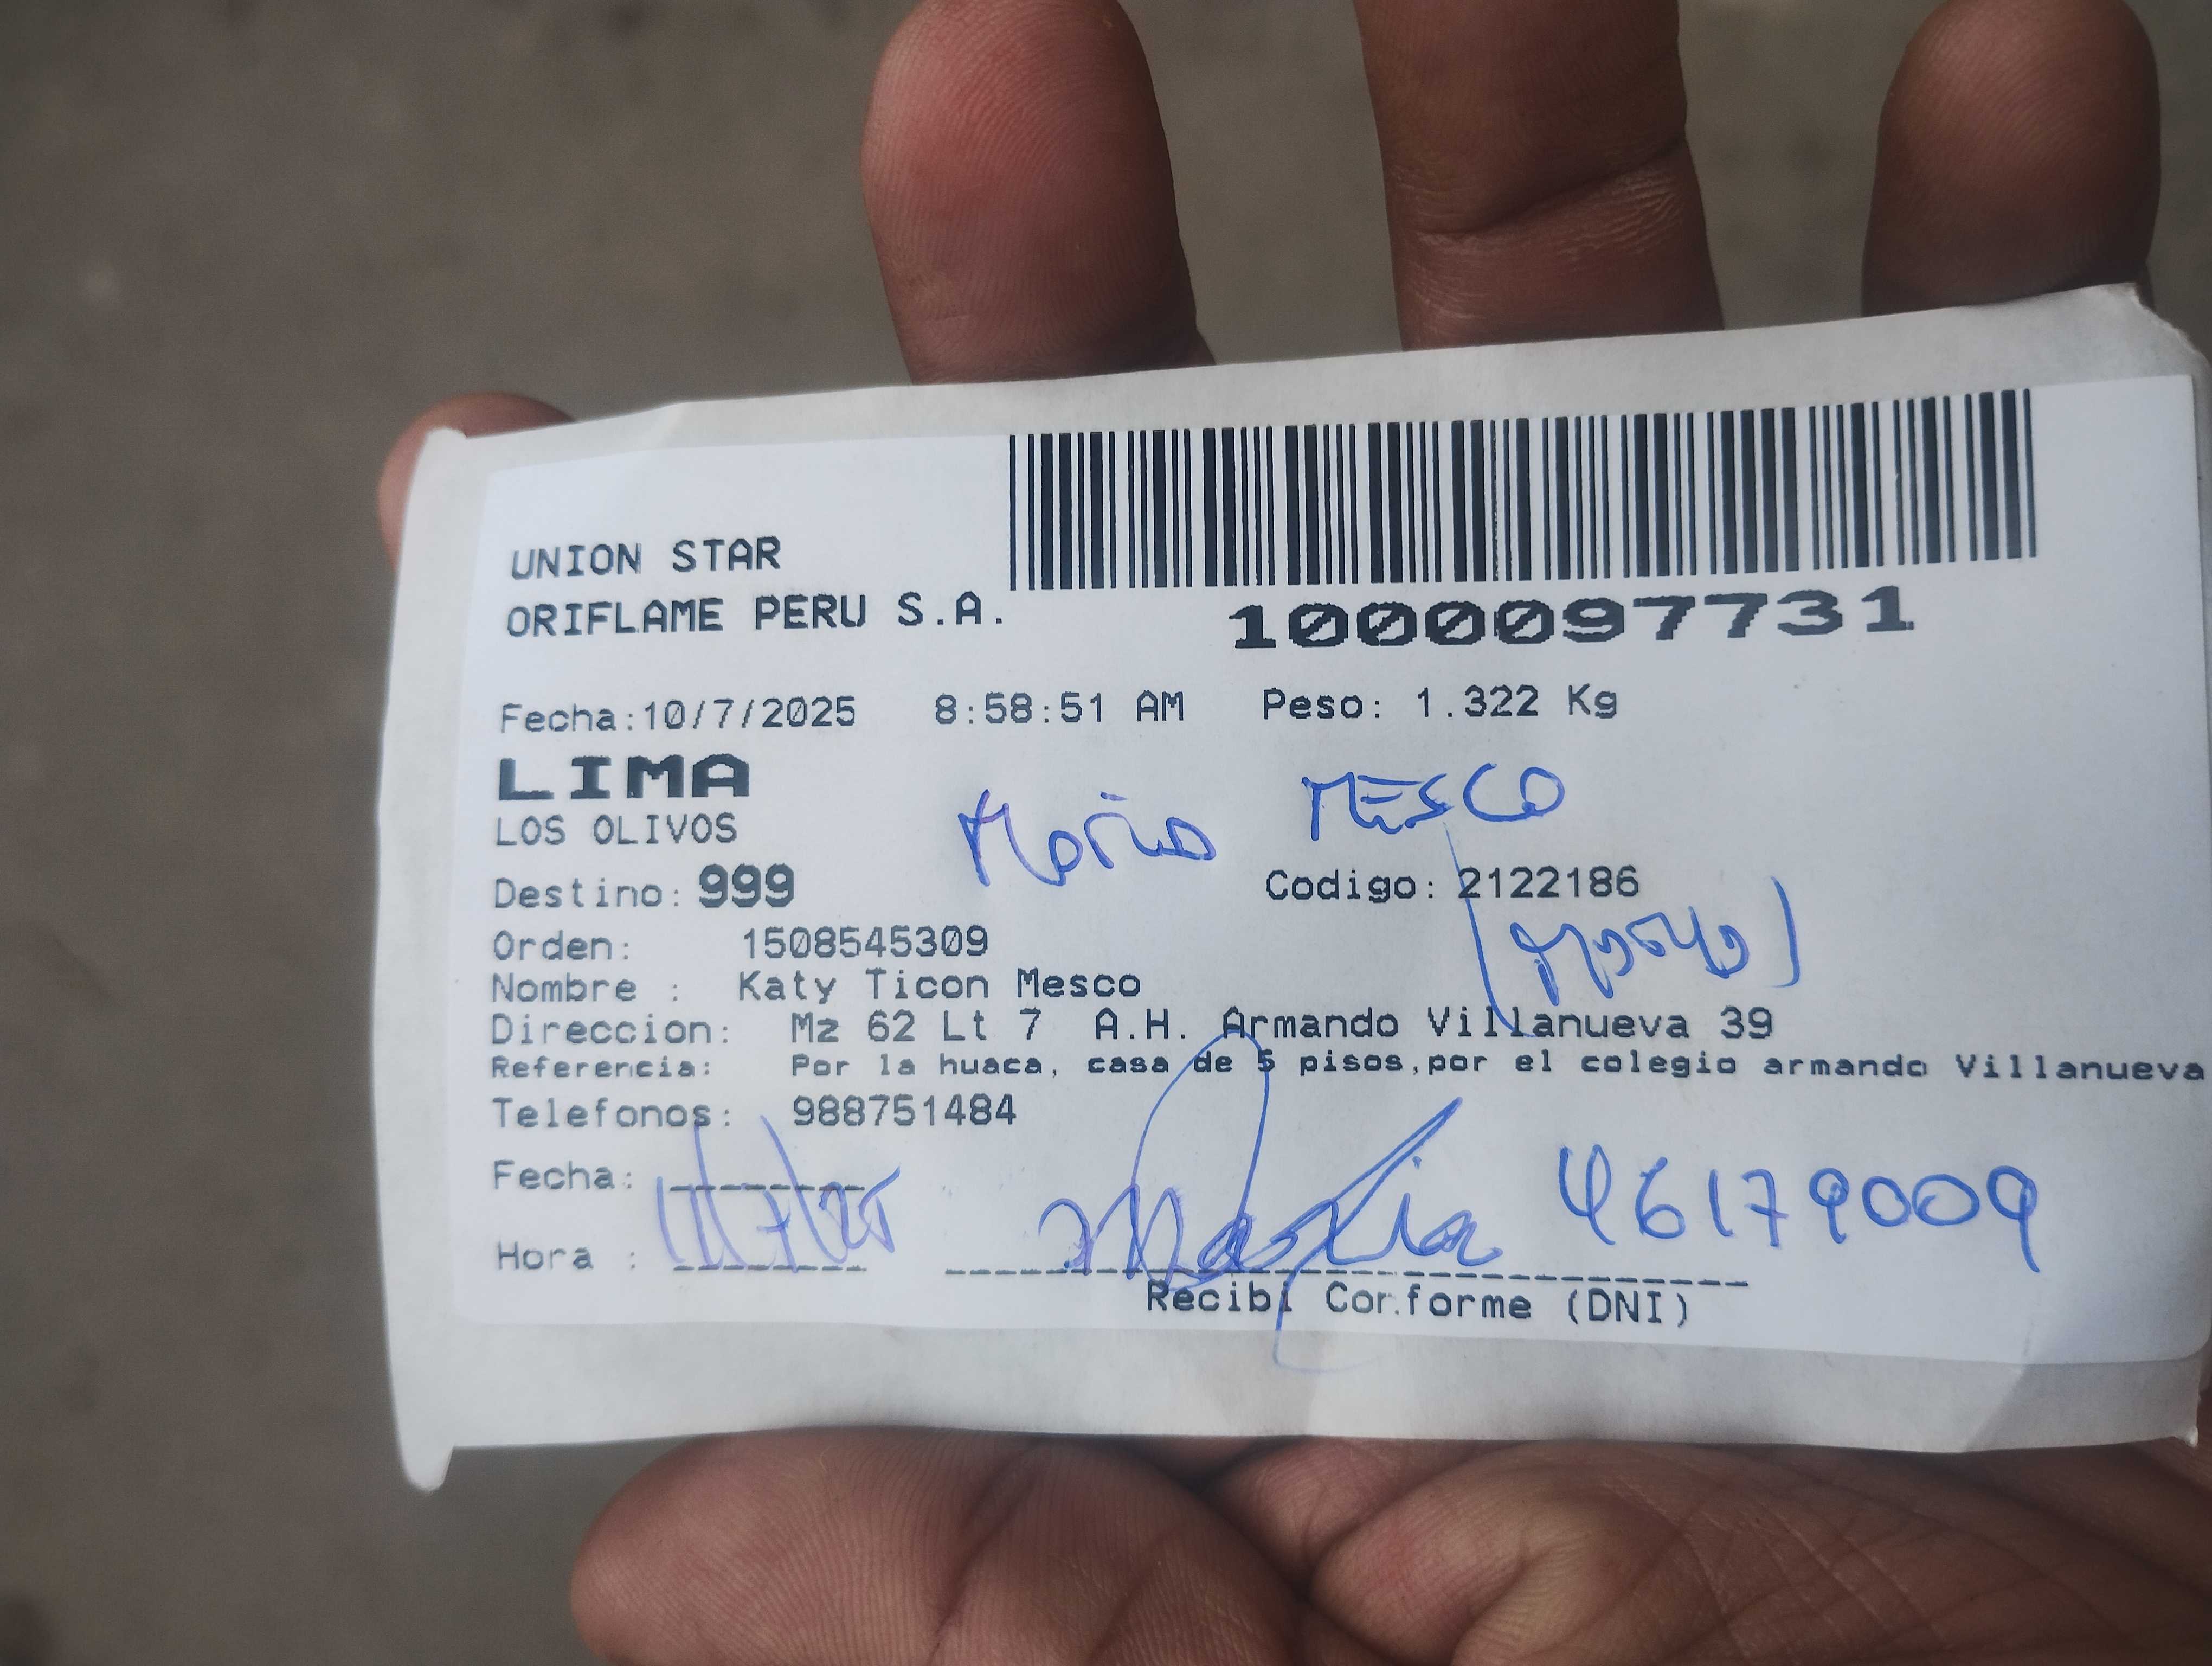 UNION STAR
ORIFLAME PERU S.A.
1000097731
Fecha:10/7/2025 8:58:51 AM Peso: 1.322 Kg
LIMA
MESCO
LOS OLIVOS
Destino: 999 Codigo: 2122186
Orden: 1508545309
Nombre : Katy Ticon Mesco
Direccion: Mz 62 Lt 7 A.H. Armando Villanueva 39
Referencia: Por la huaca, casa de 5 pisos,por el colegio armando Villanueva
Telefonos: 988751484
Fecha: 11/7/25
46179009
Hora :
Recibi Conforme (DNI)